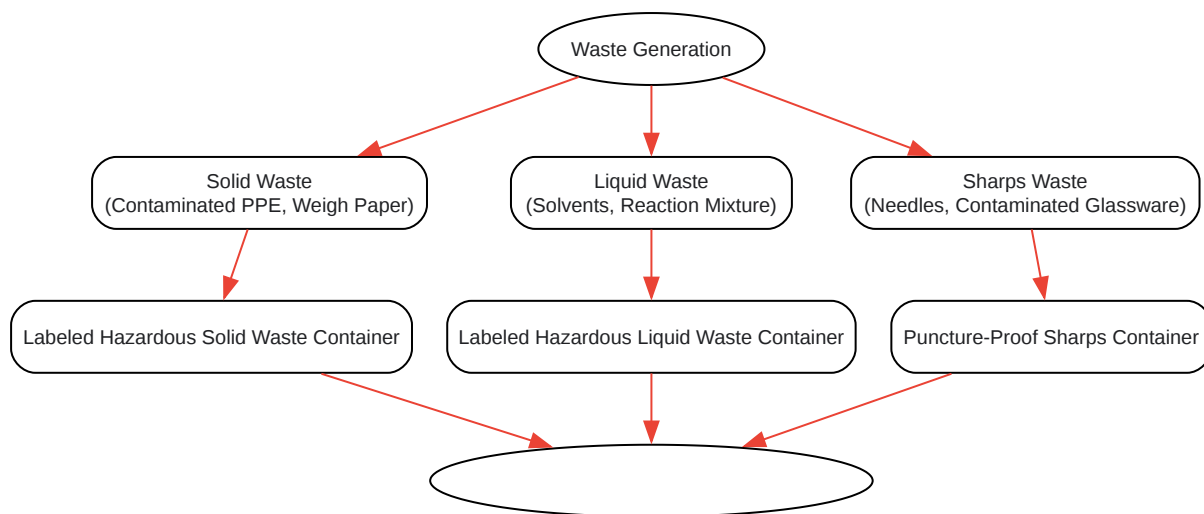 Waste Generation
Solid Waste
(Contaminated PPE, Weigh Paper)
Liquid Waste
(Solvents, Reaction Mixture)
Sharps Waste
(Needles, Contaminated Glassware)
Labeled Hazardous Solid Waste Container
Labeled Hazardous Liquid Waste Container
Puncture-Proof Sharps Container